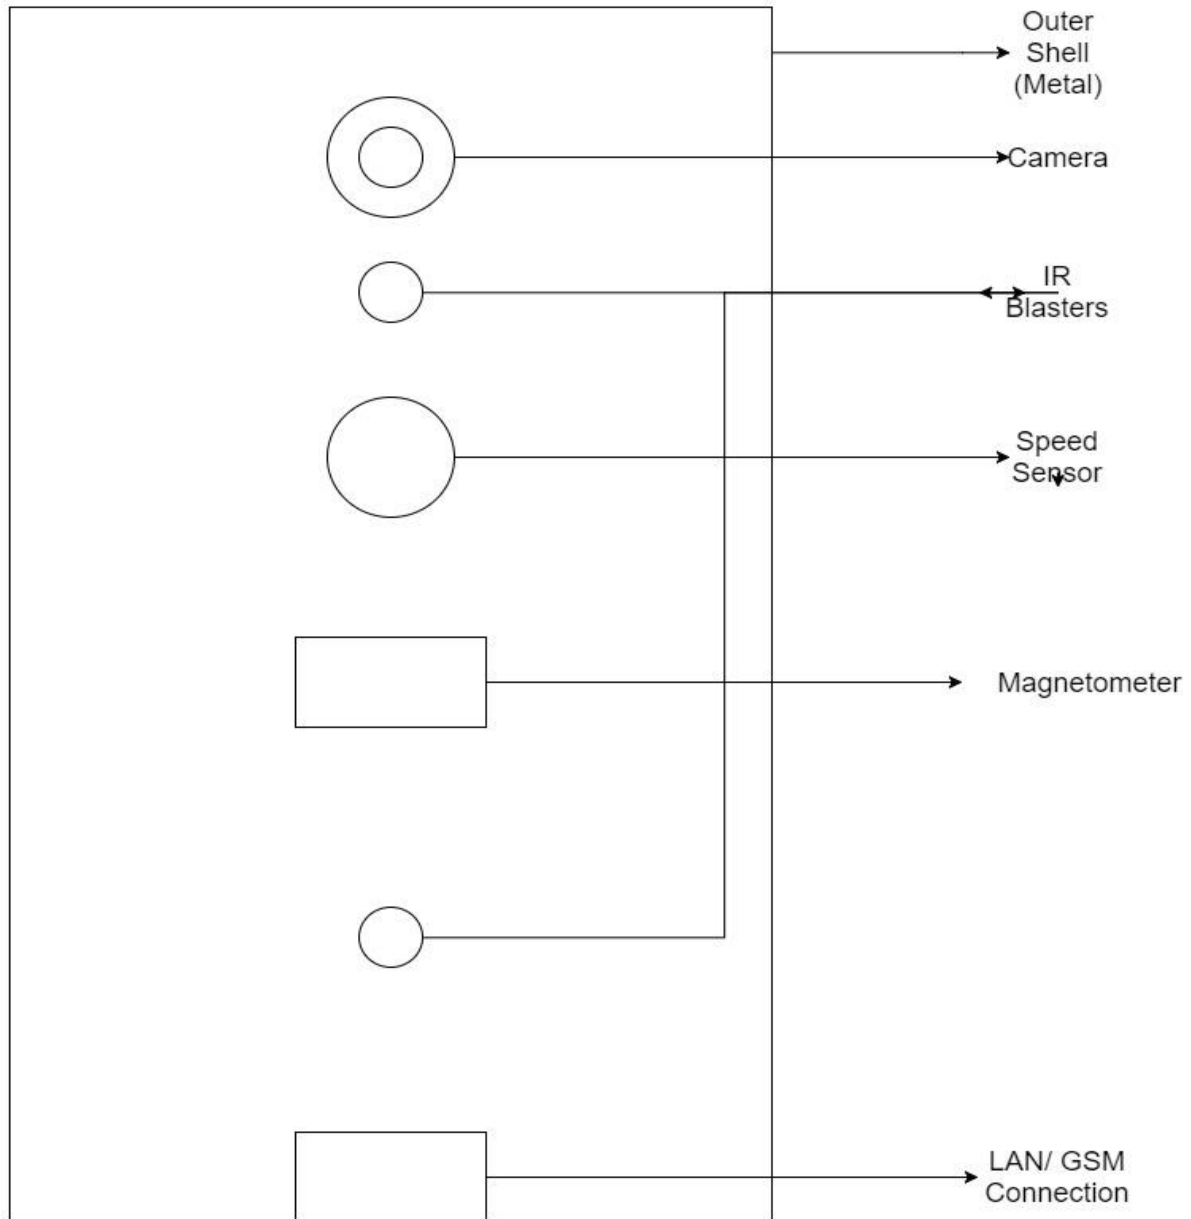 Outer
Shell
(Metal)
Camera
IR
Blasters
Speed
Sensor
Magnetometer
LAN/ GSM
Connection